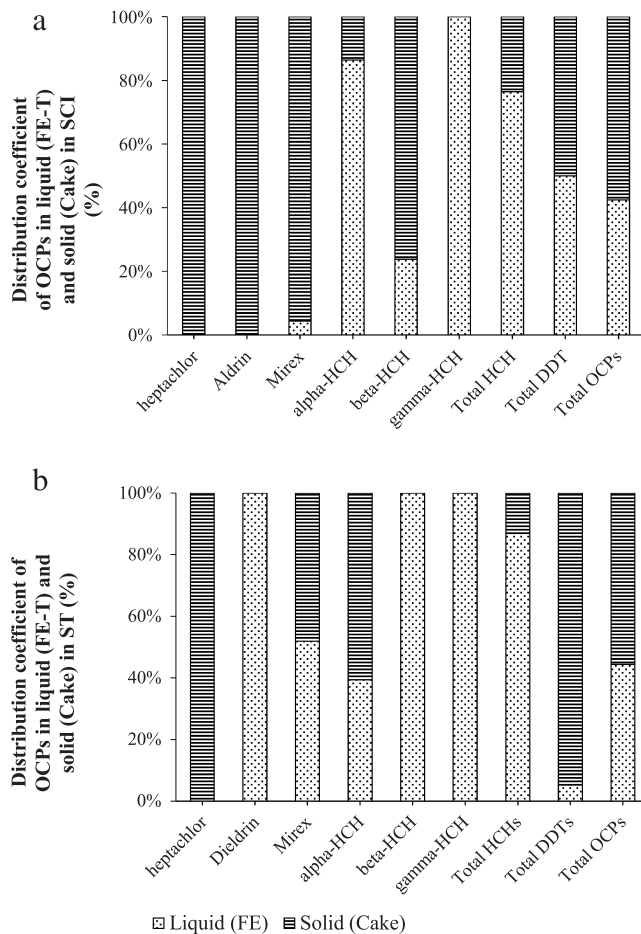 a
Distribution coefficient
of OCPs in liquid (FE-T)
and solid (Cake) in SCI
(%)
100%
80%
60%
40%
20%
0%
heptachlor
Aldrin
Mirex
alpha-HCH
beta-HCH
gamma-HCH
Total HCH
Total DDT
Total OCPs
b
Distribution coefficient of
OCPs in liquid (FE-T) and
solid (Cake) in ST (%)
100%
80%
60%
40%
20%
0%
heptachlor
Dieldrin
Mirex
alpha-HCH
beta-HCH
gamma-HCH
Total HCHs
Total DDTs
Total OCPs
Liquid (FE) Solid (Cake)